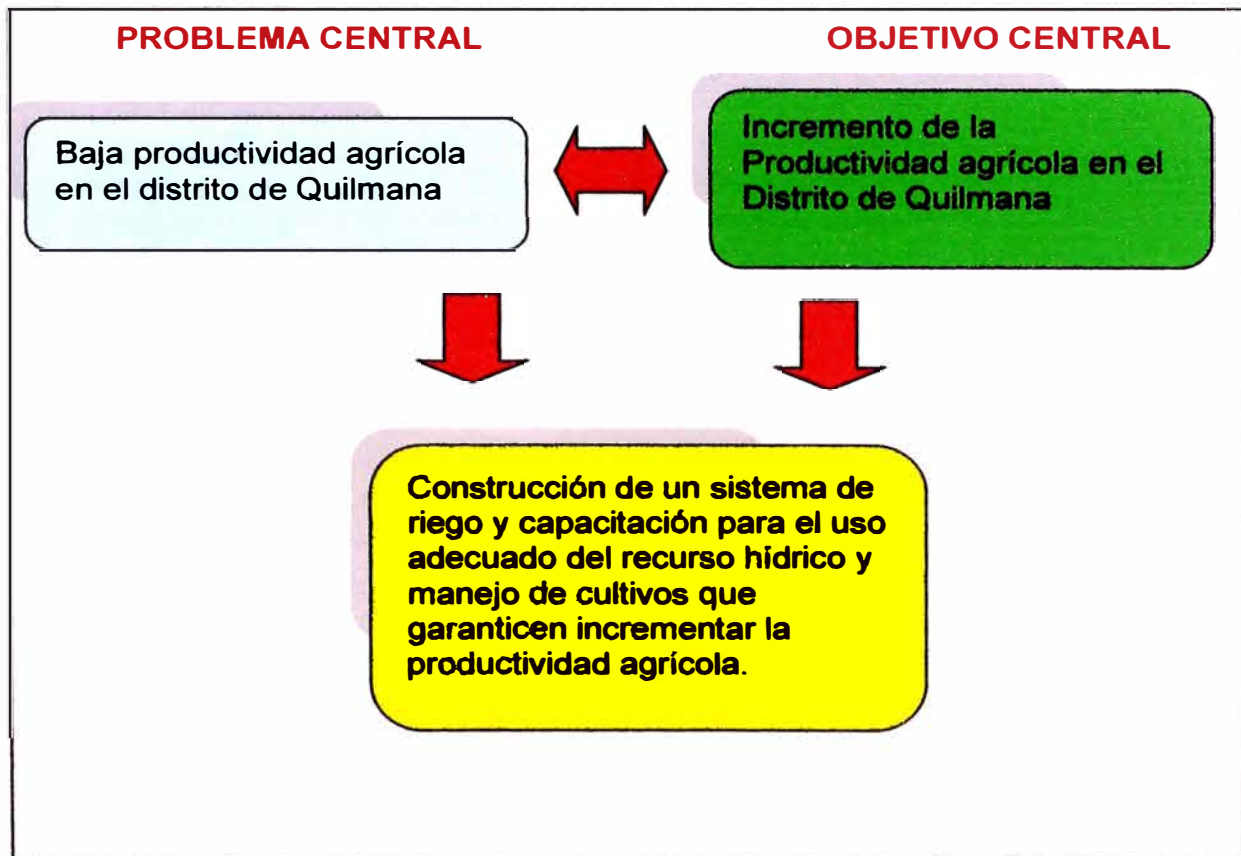 PROBLEMA CENTRAL
OBJETIVO CENTRAL
Baja productividad agrícola
en el distrito de Quilmana
Incremento de la
Productividad agrícola en el
Distrito de Quilmana
Construcción de un sistema de
riego y capacitación para el uso
adecuado del recurso hídrico y
manejo de cultivos que
garanticen incrementar la
productividad agrícola.